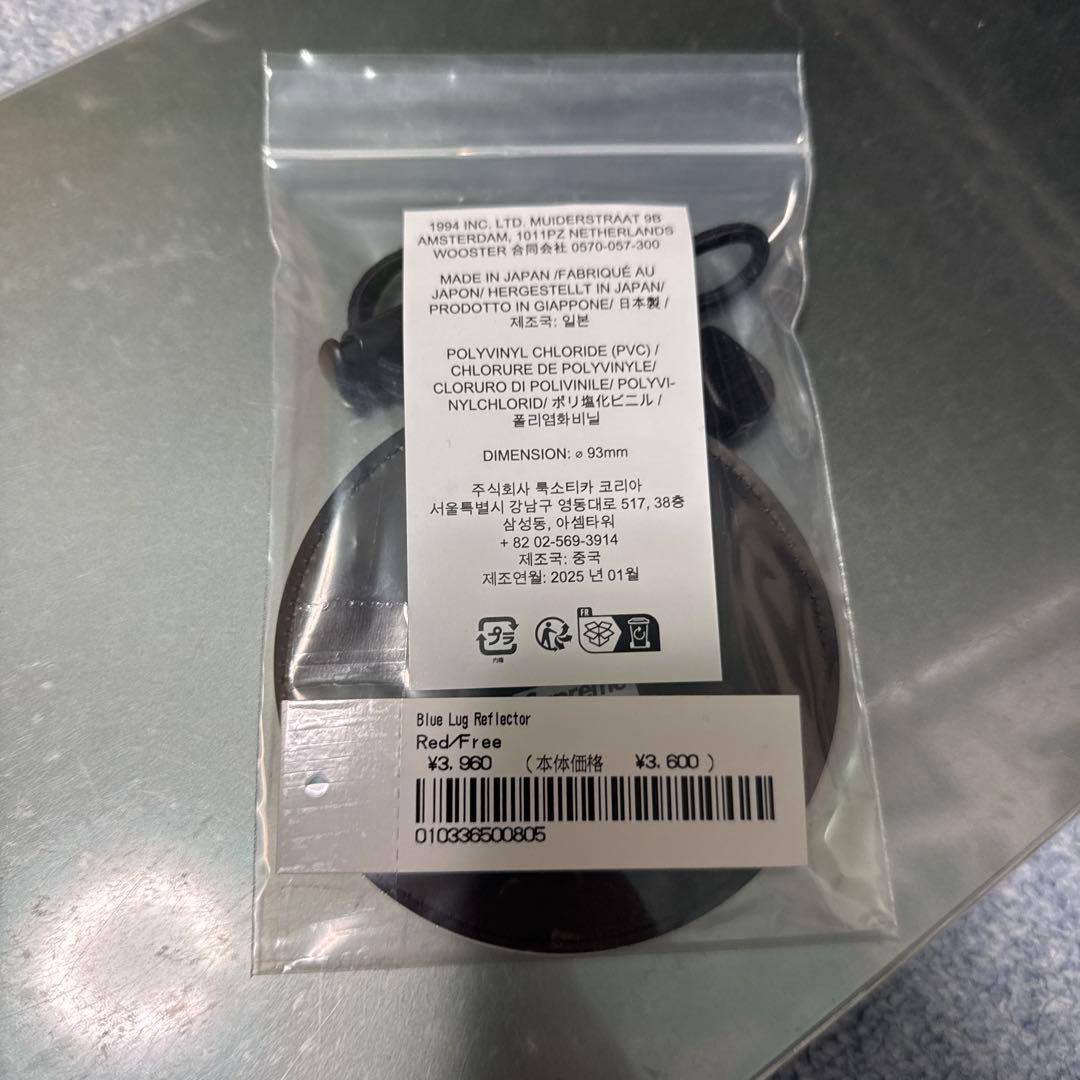 1994 INC. LTD. MUIDERSTRAAT 9B
AMSTERDAM, 1011PZ NETHERLANDS
WOOSTER 合同会社 0570-057-300
MADE IN JAPAN /FABRIQUÉ AU
JAPON/ HERGESTELLT IN JAPAN/
PRODOTTO IN GIAPPONE/ 日本製 /
제조국: 일본
POLYVINYL CHLORIDE (PVC) /
CHLORURE DE POLYVINYLE/
CLORURO DI POLIVINILE/ POLYVI-
NYLCHLORID/ ポリ塩化ビニル /
폴리염화비닐
DIMENSION: ⌀ 93mm
주식회사 룩소티카 코리아
서울특별시 강남구 영동대로 517, 38층
삼성동, 아셈타워
+ 82 02-569-3914
제조국: 중국
제조연월: 2025 년 01월
FR
プラ
内袋
Supreme
Blue Lug Reflector
Red/Free
¥3,960 (本体価格 ¥3,600 )
010336500805